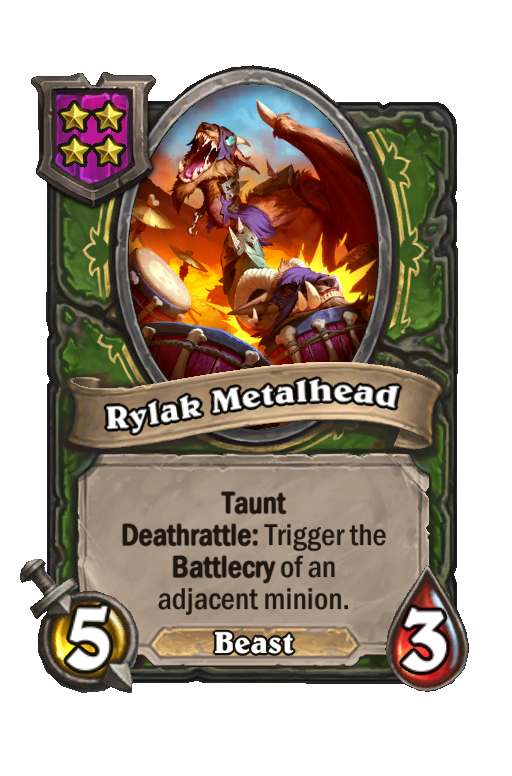 Rylak Metalhead
Taunt
Deathrattle: Trigger the
Battlecry of an
adjacent minion.
5
Beast
3